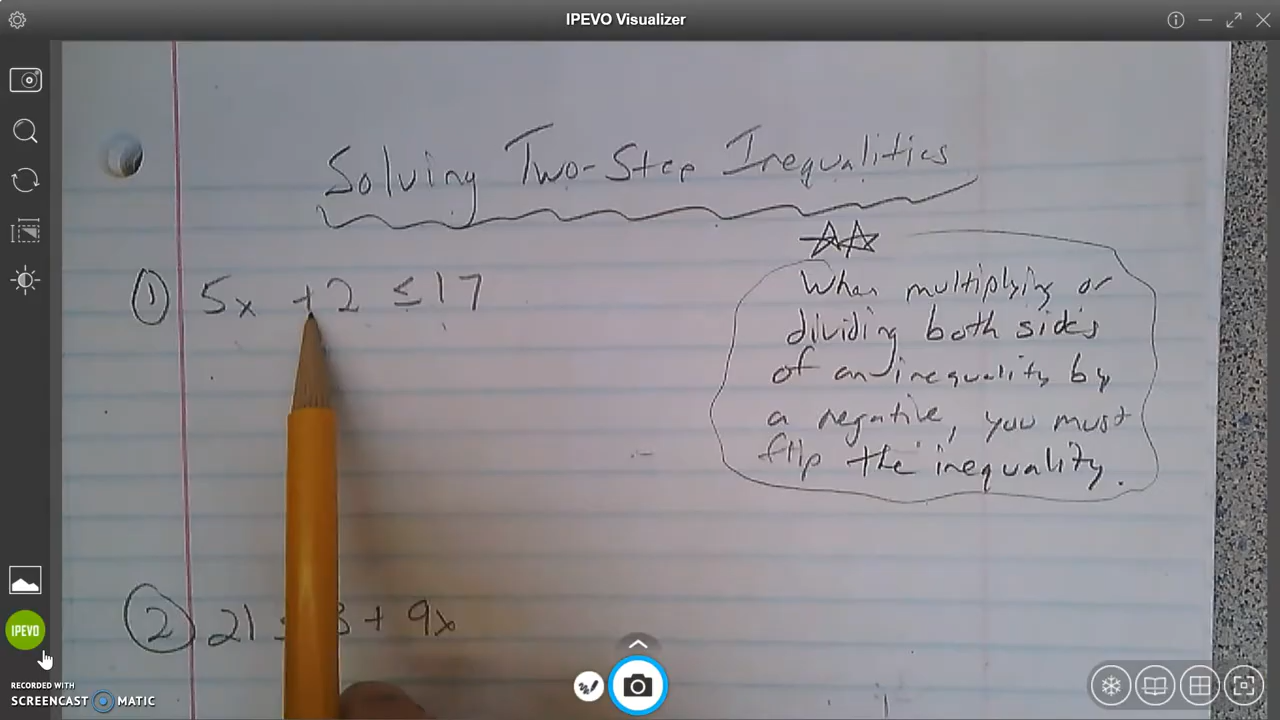 IPEVO Visualizer
Solving Two-Step Inequalities
① 5x + 2 ≤ 17
When multiplying or
dividing both sides
of an inequality by
a negative, you must
flip the inequality.
② 21 3 + 9x
IPEVO
RECORDED WITH
SCREENCAST MATIC